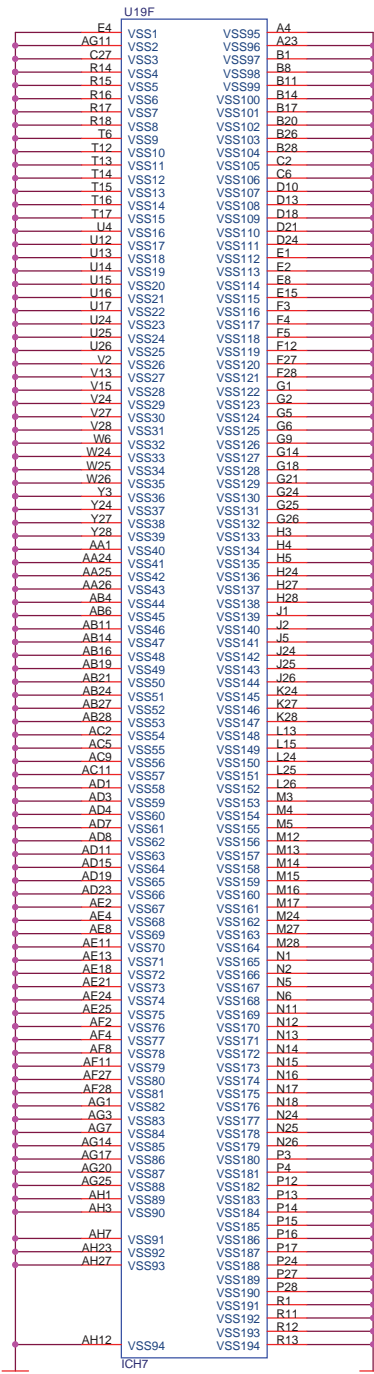 U19F
E4 VSS1 VSS95 A4
AG11 VSS2 VSS96 A23
C27 VSS3 VSS97 B1
R14 VSS4 VSS98 B8
R15 VSS5 VSS99 B11
R16 VSS6 VSS100 B14
R17 VSS7 VSS101 B17
R18 VSS8 VSS102 B20
T6 VSS9 VSS103 B26
T12 VSS10 VSS104 B28
T13 VSS11 VSS105 C2
T14 VSS12 VSS106 C6
T15 VSS13 VSS107 D10
T16 VSS14 VSS108 D13
T17 VSS15 VSS109 D18
U4 VSS16 VSS110 D21
U12 VSS17 VSS111 D24
U13 VSS18 VSS112 E1
U14 VSS19 VSS113 E2
U15 VSS20 VSS114 E8
U16 VSS21 VSS115 E15
U17 VSS22 VSS116 F3
U24 VSS23 VSS117 F4
U25 VSS24 VSS118 F5
U26 VSS25 VSS119 F12
V2 VSS26 VSS120 F27
V13 VSS27 VSS121 F28
V15 VSS28 VSS122 G1
V24 VSS29 VSS123 G2
V27 VSS30 VSS124 G5
V28 VSS31 VSS125 G6
W6 VSS32 VSS126 G9
W24 VSS33 VSS127 G14
W25 VSS34 VSS128 G18
W26 VSS35 VSS129 G21
Y3 VSS36 VSS130 G24
Y24 VSS37 VSS131 G25
Y27 VSS38 VSS132 G26
Y28 VSS39 VSS133 H3
AA1 VSS40 VSS134 H4
AA24 VSS41 VSS135 H5
AA25 VSS42 VSS136 H24
AA26 VSS43 VSS137 H27
AB4 VSS44 VSS138 H28
AB6 VSS45 VSS139 J1
AB11 VSS46 VSS140 J2
AB14 VSS47 VSS141 J5
AB16 VSS48 VSS142 J24
AB19 VSS49 VSS143 J25
AB21 VSS50 VSS144 J26
AB24 VSS51 VSS145 K24
AB27 VSS52 VSS146 K27
AB28 VSS53 VSS147 K28
AC2 VSS54 VSS148 L13
AC5 VSS55 VSS149 L15
AC9 VSS56 VSS150 L24
AC11 VSS57 VSS151 L25
AD1 VSS58 VSS152 L26
AD3 VSS59 VSS153 M3
AD4 VSS60 VSS154 M4
AD7 VSS61 VSS155 M5
AD8 VSS62 VSS156 M12
AD11 VSS63 VSS157 M13
AD15 VSS64 VSS158 M14
AD19 VSS65 VSS159 M15
AD23 VSS66 VSS160 M16
AE2 VSS67 VSS161 M17
AE4 VSS68 VSS162 M24
AE8 VSS69 VSS163 M27
AE11 VSS70 VSS164 M28
AE13 VSS71 VSS165 N1
AE18 VSS72 VSS166 N2
AE21 VSS73 VSS167 N5
AE24 VSS74 VSS168 N6
AE25 VSS75 VSS169 N11
AF2 VSS76 VSS170 N12
AF4 VSS77 VSS171 N13
AF8 VSS78 VSS172 N14
AF11 VSS79 VSS173 N15
AF27 VSS80 VSS174 N16
AF28 VSS81 VSS175 N17
AG1 VSS82 VSS176 N18
AG3 VSS83 VSS177 N24
AG7 VSS84 VSS178 N25
AG14 VSS85 VSS179 N26
AG17 VSS86 VSS180 P3
AG20 VSS87 VSS181 P4
AG25 VSS88 VSS182 P12
AH1 VSS89 VSS183 P13
AH3 VSS90 VSS184 P14
VSS185 P15
AH7 VSS91 VSS186 P16
AH23 VSS92 VSS187 P17
AH27 VSS93 VSS188 P24
VSS189 P27
VSS190 P28
VSS191 R1
VSS192 R11
VSS193 R12
AH12 VSS94 VSS194 R13
ICH7